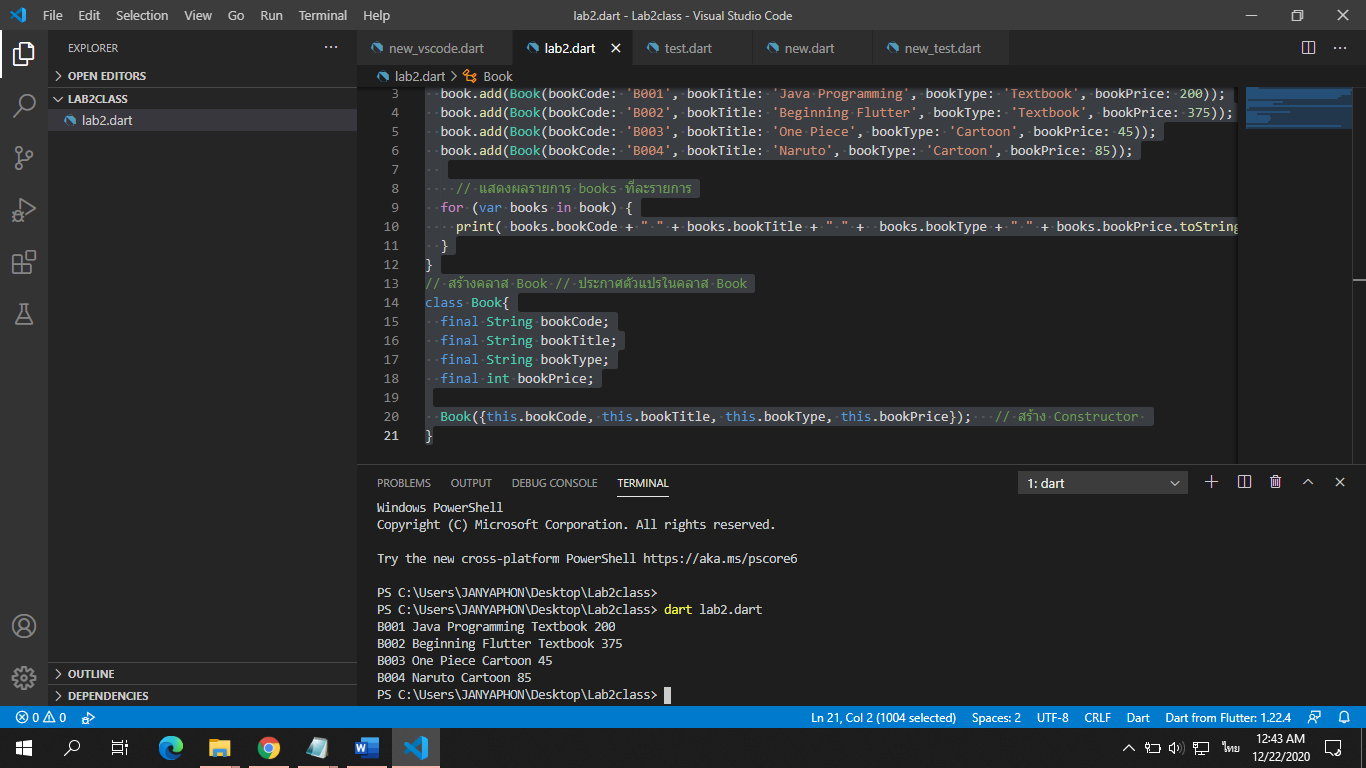 File Edit Selection View Go Run Terminal Help lab2.dart - Lab2class - Visual Studio Code
EXPLORER
OPEN EDITORS
LAB2CLASS
lab2.dart
OUTLINE
DEPENDENCIES
new_vscode.dart lab2.dart test.dart new.dart new_test.dart
lab2.dart > Book
3 book.add(Book(bookCode: 'B001', bookTitle: 'Java Programming', bookType: 'Textbook', bookPrice: 200));
4 book.add(Book(bookCode: 'B002', bookTitle: 'Beginning Flutter', bookType: 'Textbook', bookPrice: 375));
5 book.add(Book(bookCode: 'B003', bookTitle: 'One Piece', bookType: 'Cartoon', bookPrice: 45));
6 book.add(Book(bookCode: 'B004', bookTitle: 'Naruto', bookType: 'Cartoon', bookPrice: 85));
7
8 // แสดงผลรายการ books ที่ละรายการ
9 for (var books in book) {
10 print( books.bookCode + " " + books.bookTitle + " " +  books.bookType + " " + books.bookPrice.toString
11 }
12 }
13 // สร้างคลาส Book // ประกาศตัวแปรในคลาส Book
14 class Book{
15 final String bookCode;
16 final String bookTitle;
17 final String bookType;
18 final int bookPrice;
19
20 Book({this.bookCode, this.bookTitle, this.bookType, this.bookPrice}); // สร้าง Constructor
21 }
PROBLEMS OUTPUT DEBUG CONSOLE TERMINAL 1: dart
Windows PowerShell
Copyright (C) Microsoft Corporation. All rights reserved.
Try the new cross-platform PowerShell https://aka.ms/pscore6
PS C:\Users\JANYAPHON\Desktop\Lab2class>
PS C:\Users\JANYAPHON\Desktop\Lab2class> dart lab2.dart
B001 Java Programming Textbook 200
B002 Beginning Flutter Textbook 375
B003 One Piece Cartoon 45
B004 Naruto Cartoon 85
PS C:\Users\JANYAPHON\Desktop\Lab2class>
0 0 Ln 21, Col 2 (1004 selected) Spaces: 2 UTF-8 CRLF Dart Dart from Flutter: 1.22.4
ไทย 12:43 AM
12/22/2020